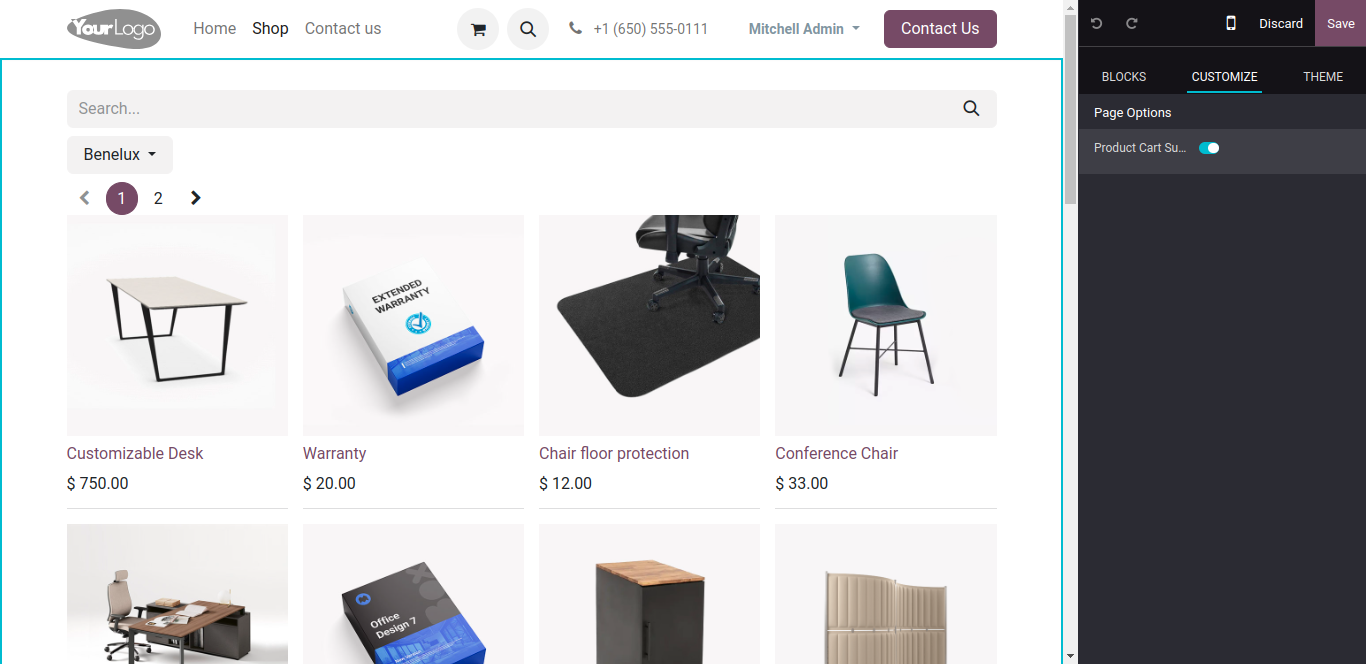 YourLogo
Home
Shop
Contact us
+1 (650) 555-0111
Mitchell Admin
Contact Us
Discard
Save
BLOCKS
CUSTOMIZE
THEME
Page Options
Product Cart Su...
Search...
Benelux
1
2
EXTENDED
WARRANTY
Customizable Desk
$ 750.00
Warranty
$ 20.00
Chair floor protection
$ 12.00
Conference Chair
$ 33.00
Office
Design 7